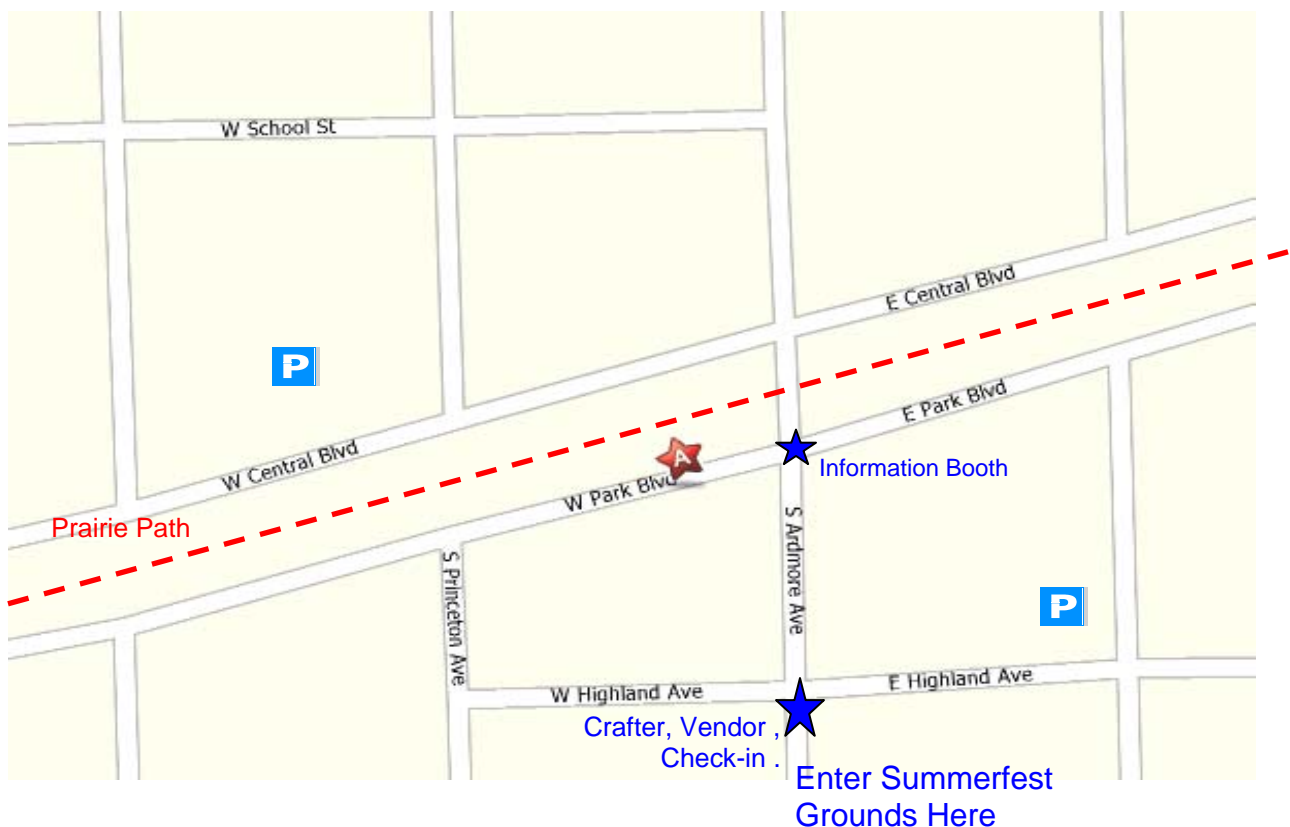 W School St
E Central Blvd
P
E Park Blvd
A
Information Booth
W Central Blvd
W Park Blvd
Prairie Path
S Ardmore Ave
S Princeton Ave
P
E Highland Ave
W Highland Ave
Crafter, Vendor ,
Check-in .
Enter Summerfest
Grounds Here